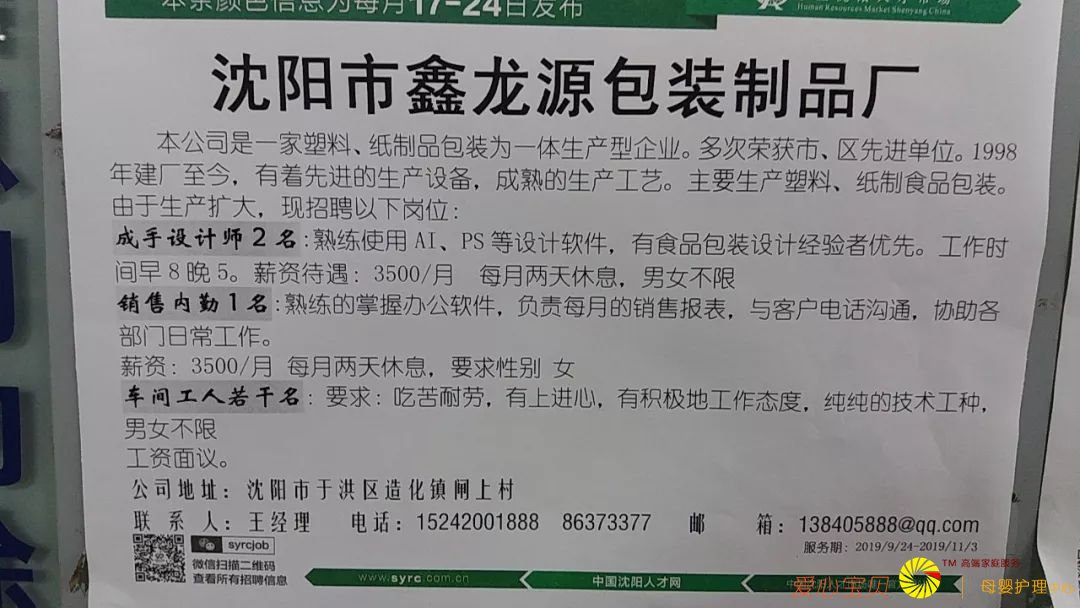 本条颜色信息为每月17-24日发布
Human Resources Market Shenyang China
沈阳市鑫龙源包装制品厂
本公司是一家塑料、纸制品包装为一体生产型企业。多次荣获市、区先进单位。1998
年建厂至今，有着先进的生产设备，成熟的生产工艺。主要生产塑料、纸制食品包装。
由于生产扩大，现招聘以下岗位：
成手设计师2名:熟练使用AI、PS等设计软件，有食品包装设计经验者优先。工作时
间早8晚5。薪资待遇：3500/月 每月两天休息，男女不限
销售内勤1名:熟练的掌握办公软件，负责每月的销售报表，与客户电话沟通，协助各
部门日常工作。
薪资：3500/月 每月两天休息，要求性别 女
车间工人若干名：要求：吃苦耐劳，有上进心，有积极地工作态度，纯纯的技术工种，
男女不限
工资面议。
公司地址：沈阳市于洪区造化镇闸上村
联系人：王经理 电话：15242001888 86373377 邮箱：138405888@qq.com
服务期：2019/9/24-2019/11/3
syrcjob
微信扫描二维码
查看所有招聘信息
www.syrc.com.cn
中国沈阳人才网
爱心宝贝
TM 高端家庭服务
母婴护理